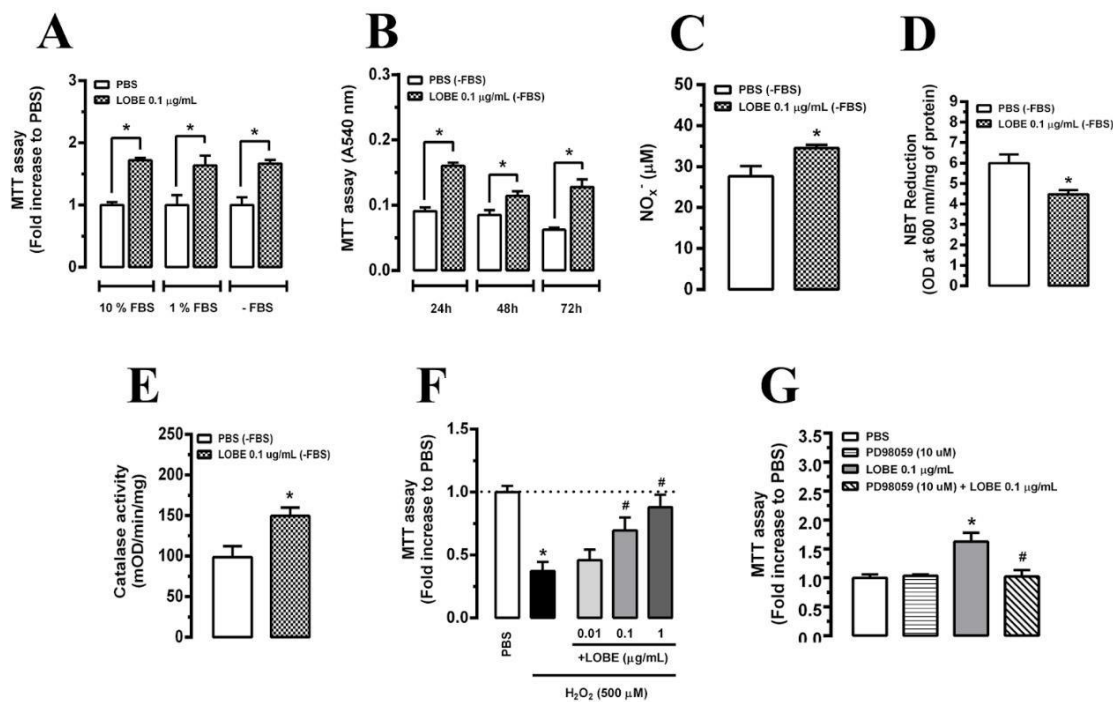 A
PBS
LOBE 0.1 µg/mL
MTT assay
(Fold increase to PBS)
3
2
1
0
*
*
*
10 % FBS
1 % FBS
- FBS
B
PBS (-FBS)
LOBE 0.1 µg/mL (-FBS)
MTT assay (A540 nm)
0.3
0.2
0.1
0.0
*
*
*
24h
48h
72h
C
PBS (-FBS)
LOBE 0.1 µg/mL (-FBS)
NOx- (µM)
50
40
30
20
10
0
*
D
PBS (-FBS)
LOBE 0.1 µg/mL (-FBS)
NBT Reduction
(OD at 600 nm/mg of protein)
9
8
7
6
5
4
3
2
1
0
*
E
PBS (-FBS)
LOBE 0.1 ug/mL (-FBS)
Catalase activity
(mOD/min/mg)
250
200
150
100
50
0
*
F
MTT assay
(Fold increase to PBS)
1.5
1.0
0.5
0.0
*
#
#
PBS
0.01
0.1
1
+LOBE (µg/mL)
H2O2 (500 µM)
G
PBS
PD98059 (10 uM)
LOBE 0.1 µg/mL
PD98059 (10 uM) + LOBE 0.1 µg/mL
MTT assay
(Fold increase to PBS)
3.5
3.0
2.5
2.0
1.5
1.0
0.5
0.0
*
#